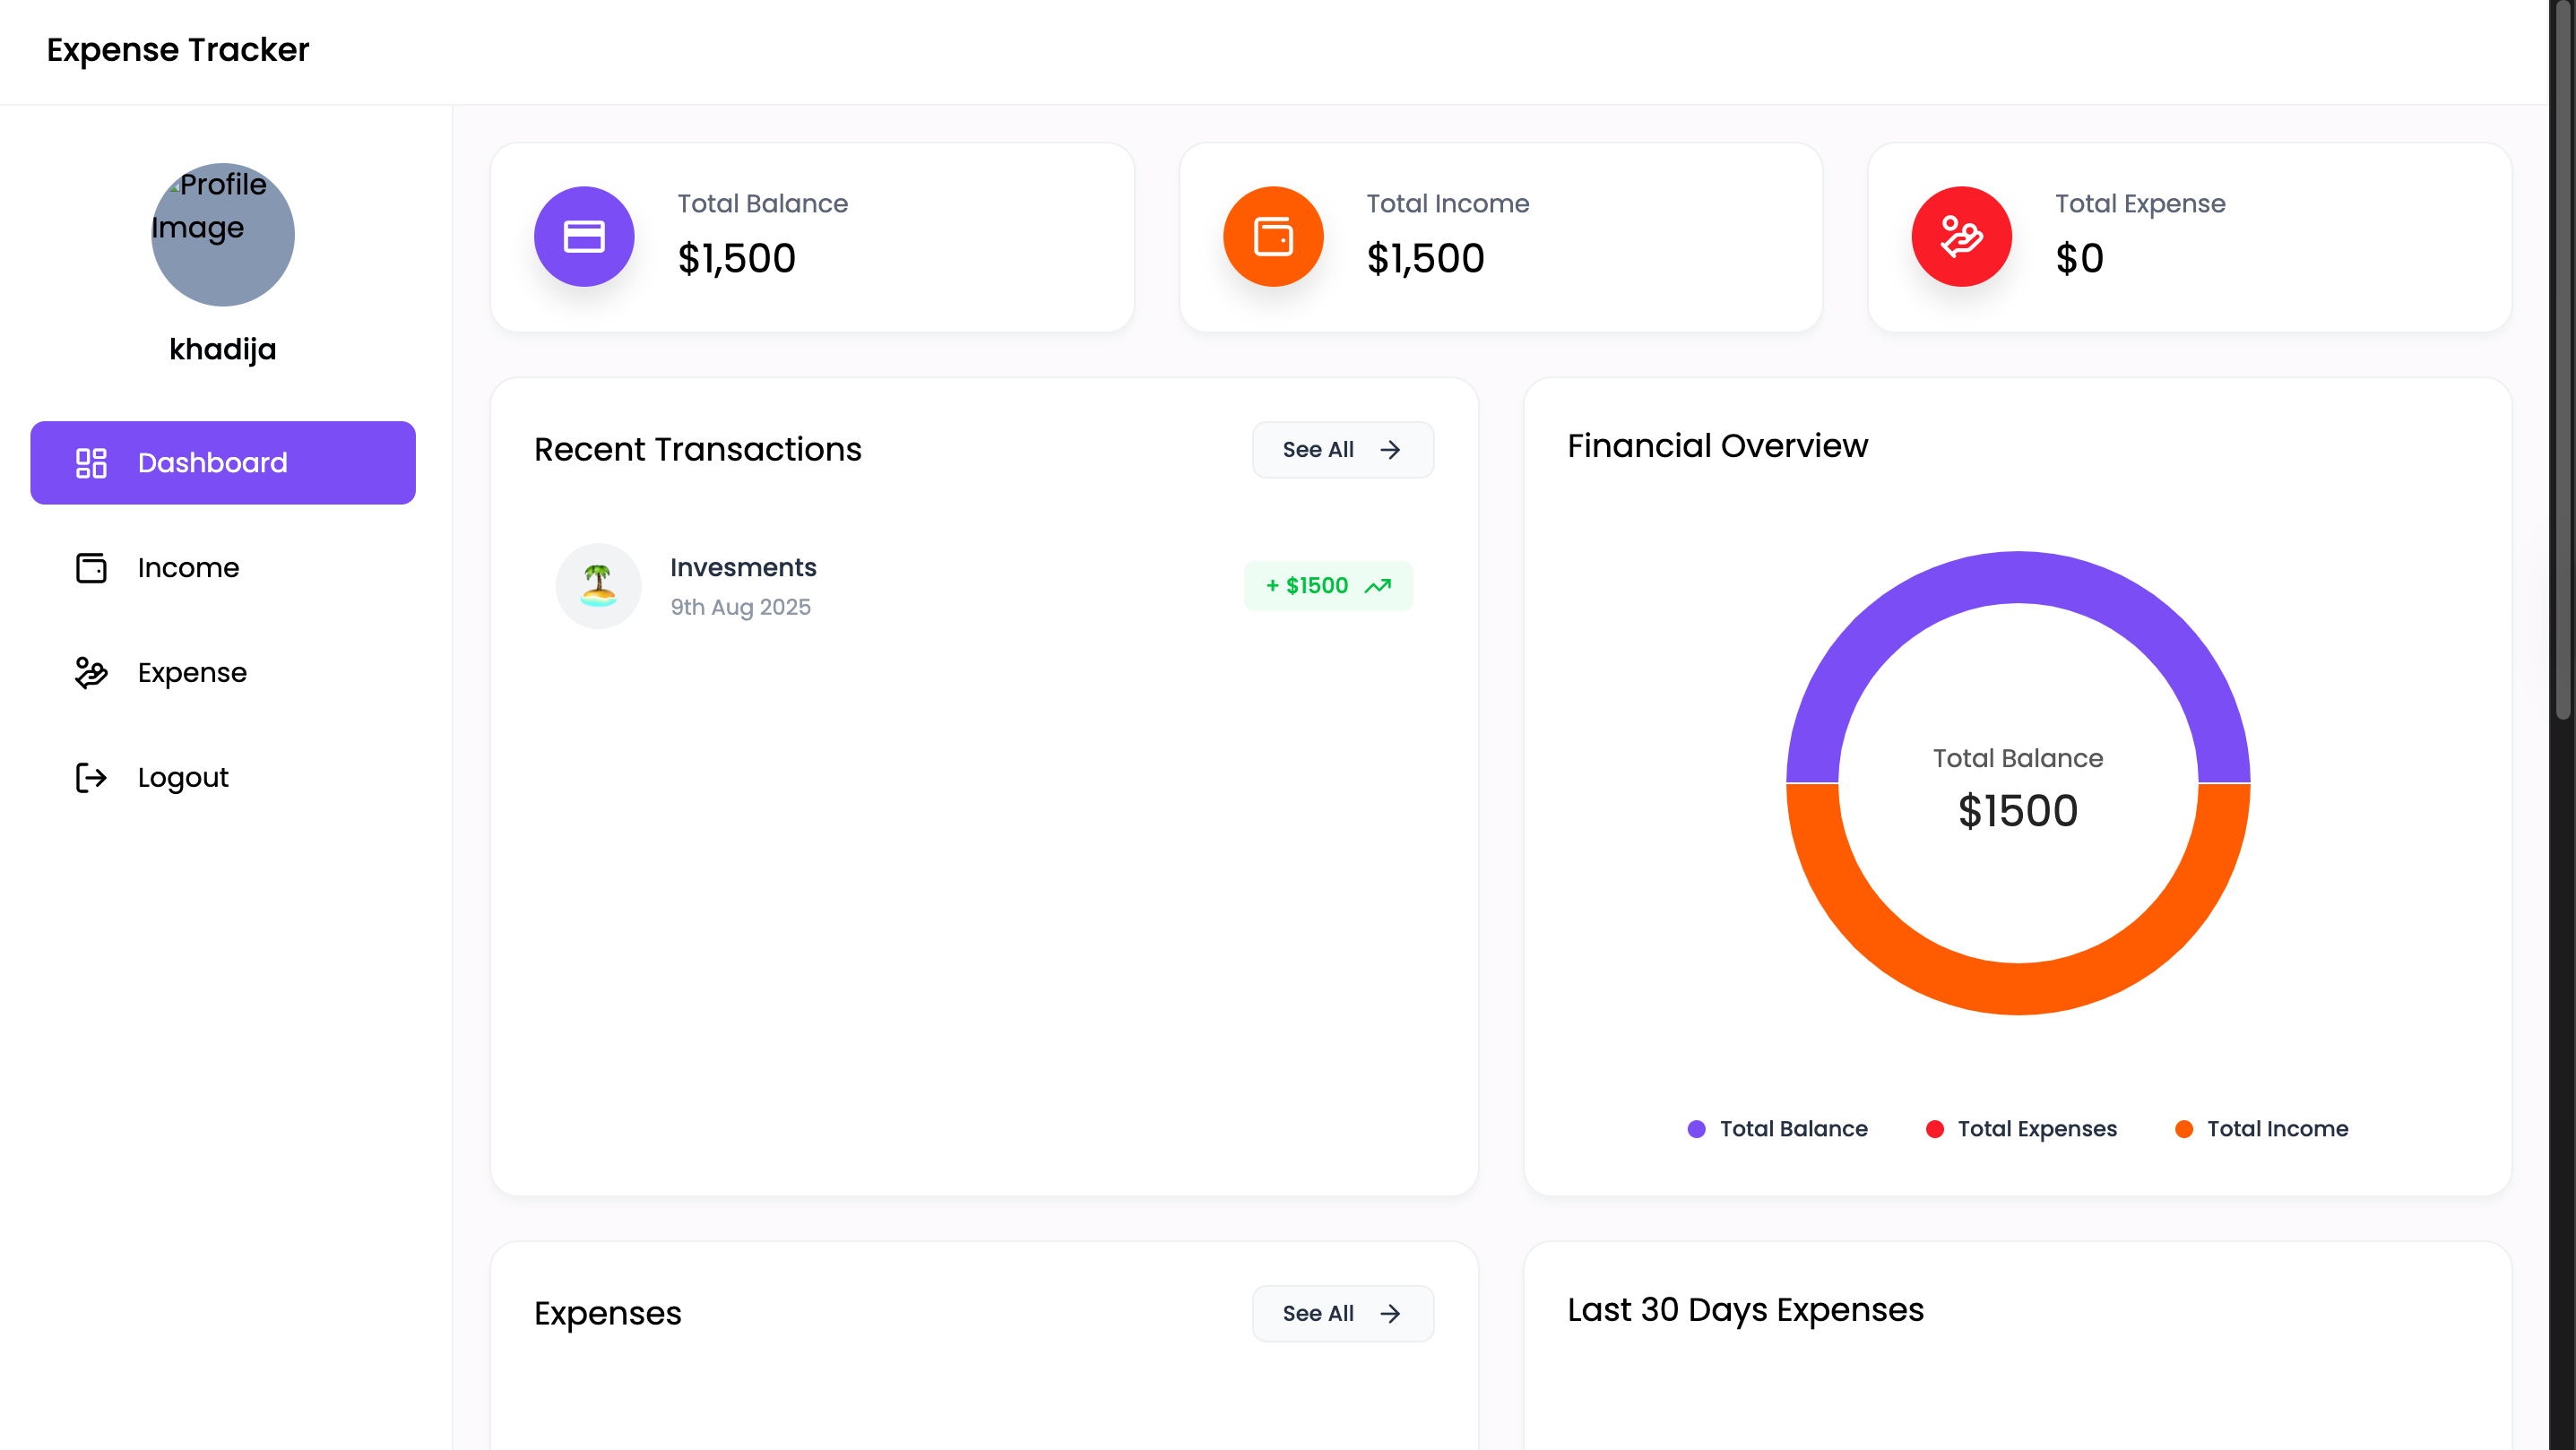 Expense Tracker
Profile
Image
khadija
Dashboard
Income
Expense
Logout
Total Balance
$1,500
Total Income
$1,500
Total Expense
$0
Recent Transactions
See All
Invesments
9th Aug 2025
+ $1500
Financial Overview
Total Balance
$1500
Total Balance
Total Expenses
Total Income
Expenses
See All
Last 30 Days Expenses